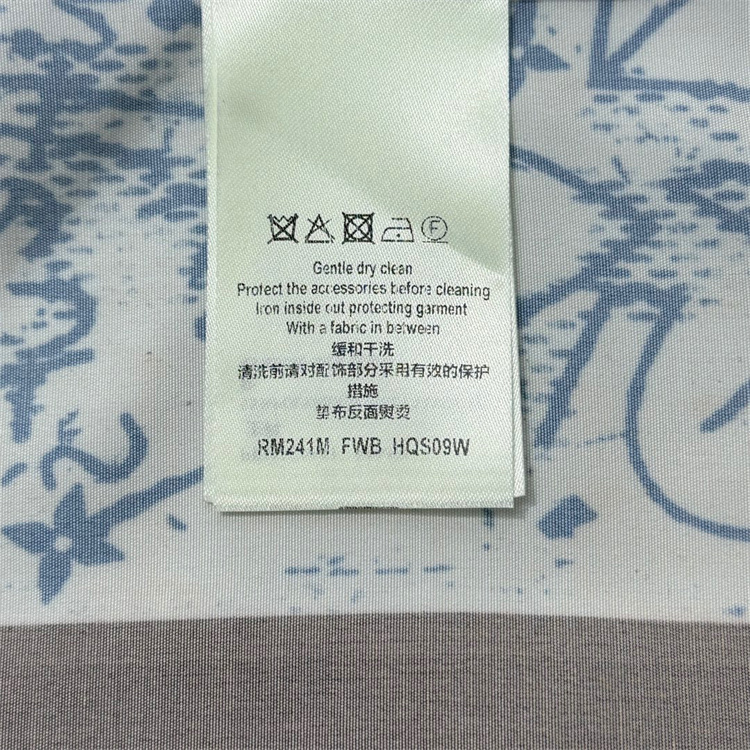 F
Gentle dry clean
Protect the accessories before cleaning
Iron inside out protecting garment
With a fabric in between
缓和干洗
清洗前请对配饰部分采用有效的保护
措施
垫布反面熨烫
RM241M FWB HQS09W